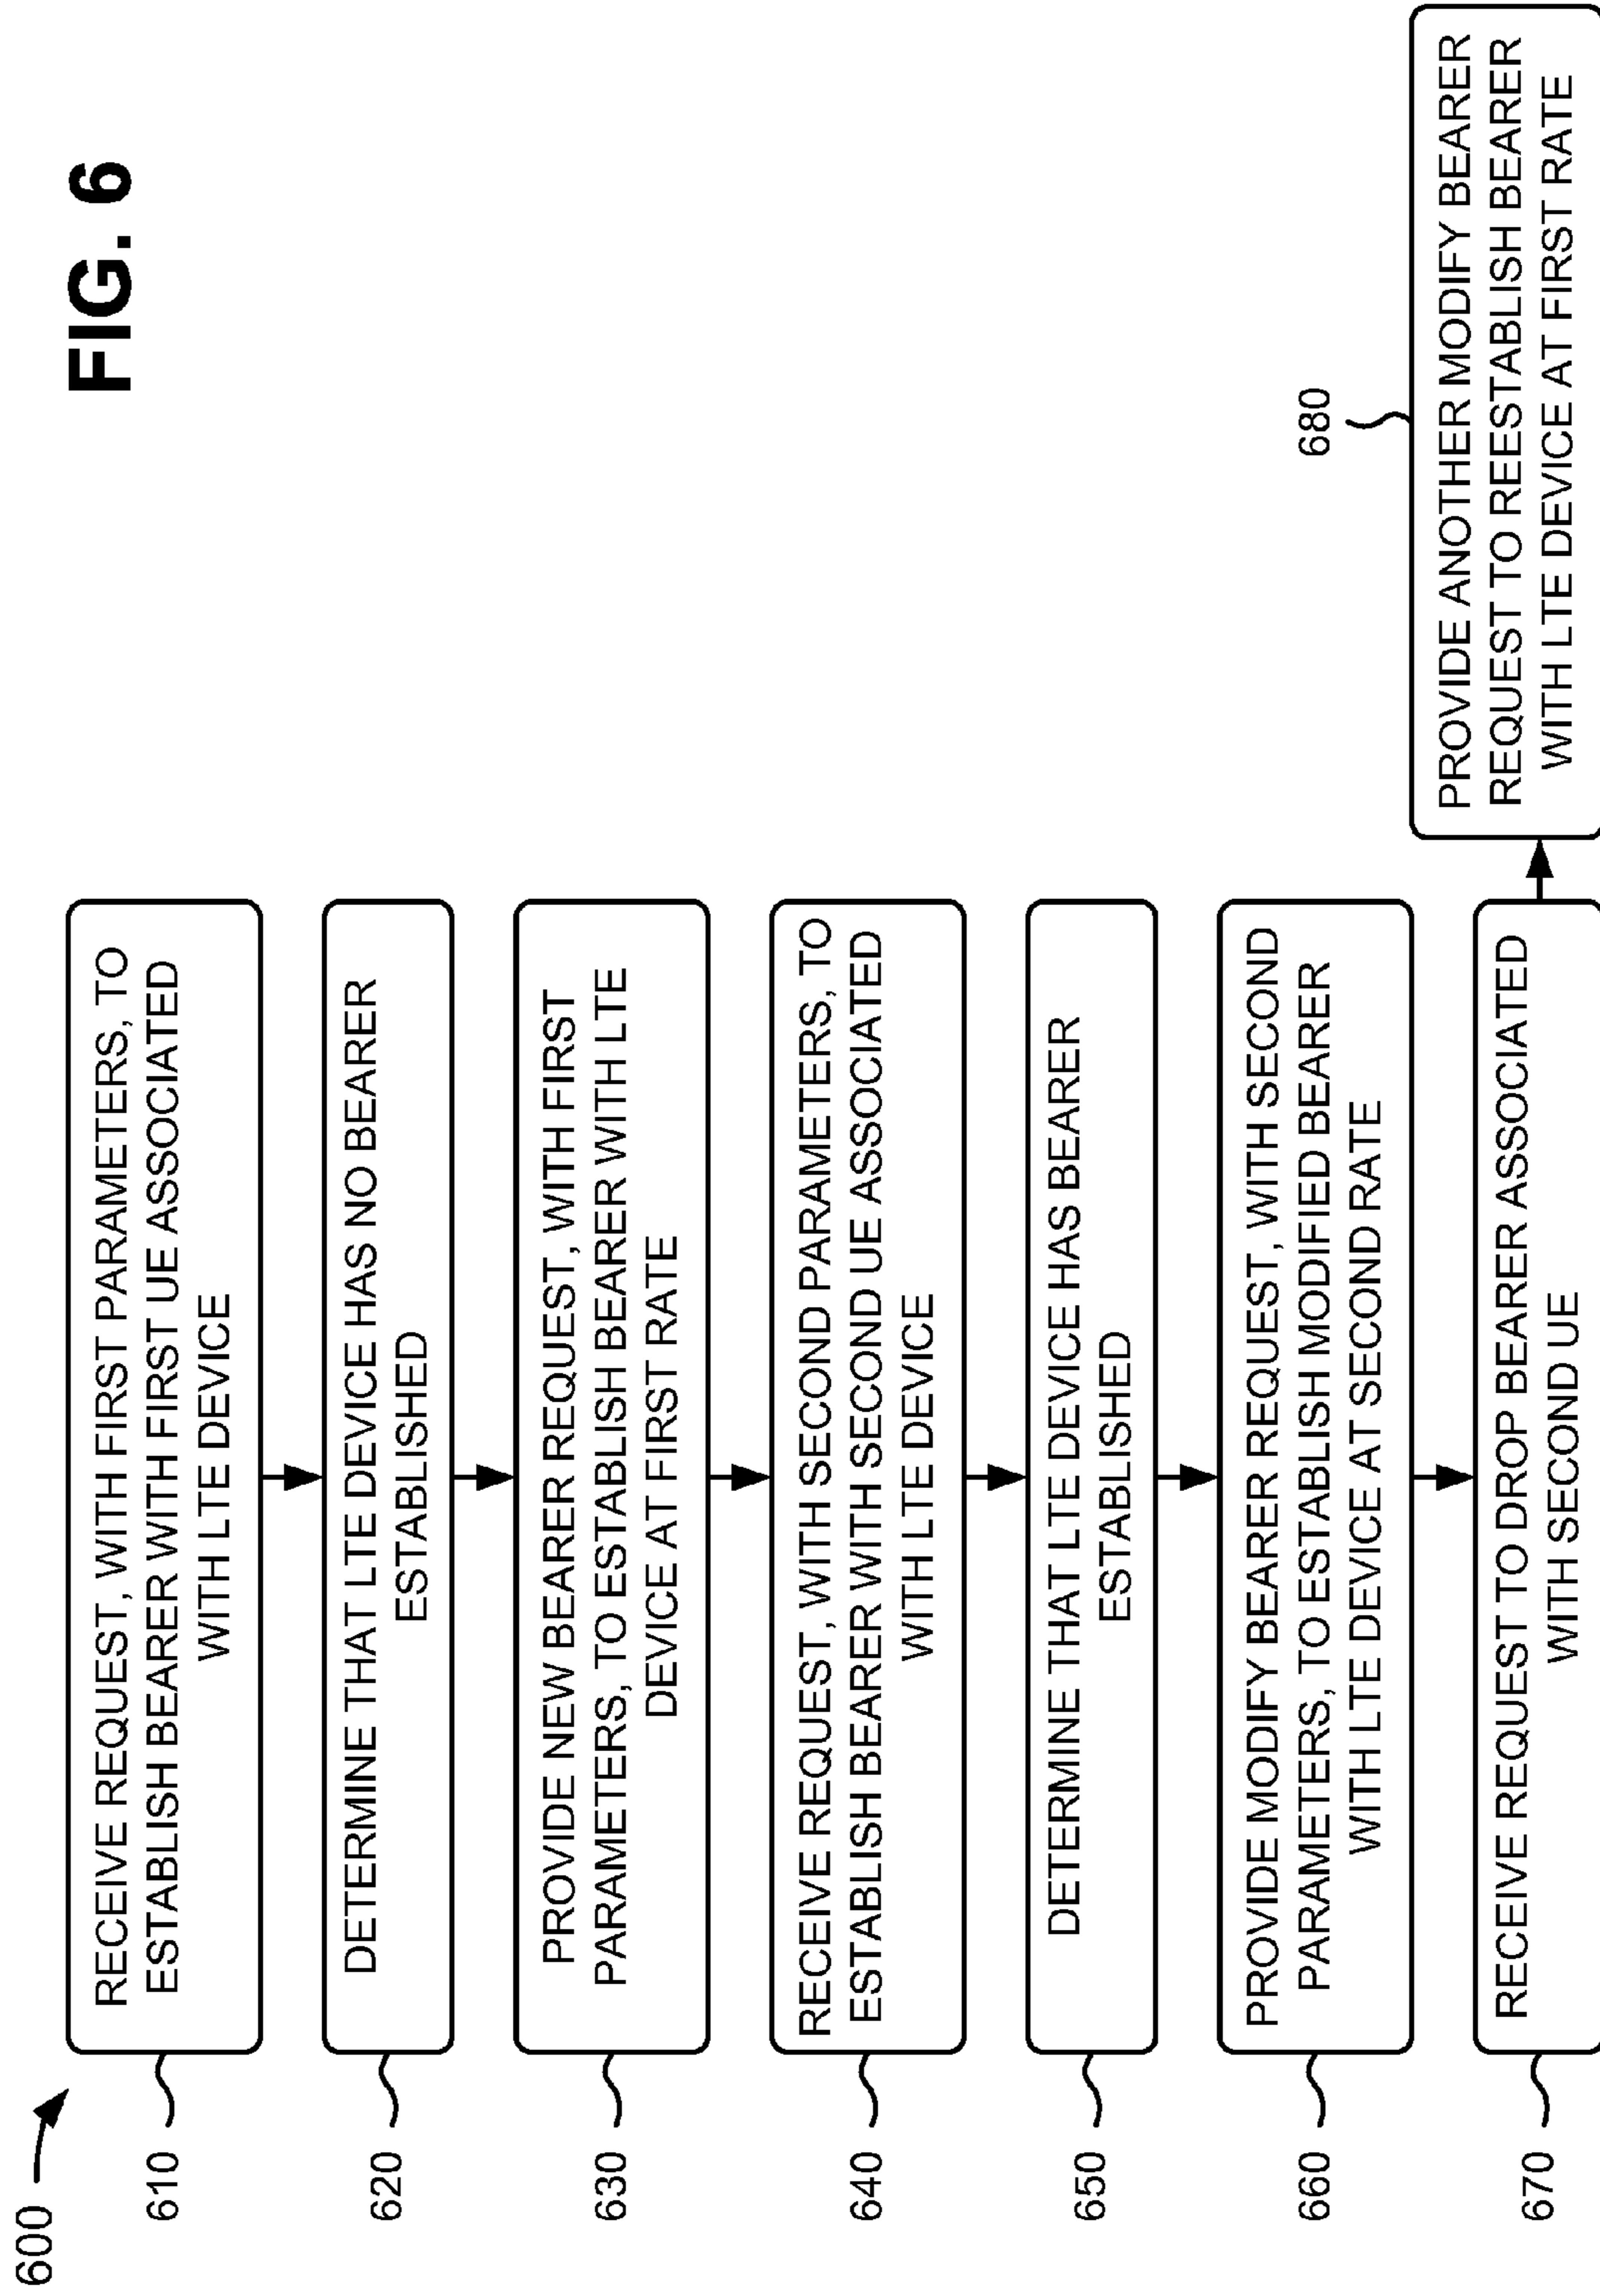 FIG. 6
600
610
RECEIVE REQUEST, WITH FIRST PARAMETERS, TO
ESTABLISH BEARER WITH FIRST UE ASSOCIATED
WITH LTE DEVICE
620
DETERMINE THAT LTE DEVICE HAS NO BEARER
ESTABLISHED
630
PROVIDE NEW BEARER REQUEST, WITH FIRST
PARAMETERS, TO ESTABLISH BEARER WITH LTE
DEVICE AT FIRST RATE
640
RECEIVE REQUEST, WITH SECOND PARAMETERS, TO
ESTABLISH BEARER WITH SECOND UE ASSOCIATED
WITH LTE DEVICE
650
DETERMINE THAT LTE DEVICE HAS BEARER
ESTABLISHED
660
PROVIDE MODIFY BEARER REQUEST, WITH SECOND
PARAMETERS, TO ESTABLISH MODIFIED BEARER
WITH LTE DEVICE AT SECOND RATE
670
RECEIVE REQUEST TO DROP BEARER ASSOCIATED
WITH SECOND UE
680
PROVIDE ANOTHER MODIFY BEARER
REQUEST TO REESTABLISH BEARER
WITH LTE DEVICE AT FIRST RATE